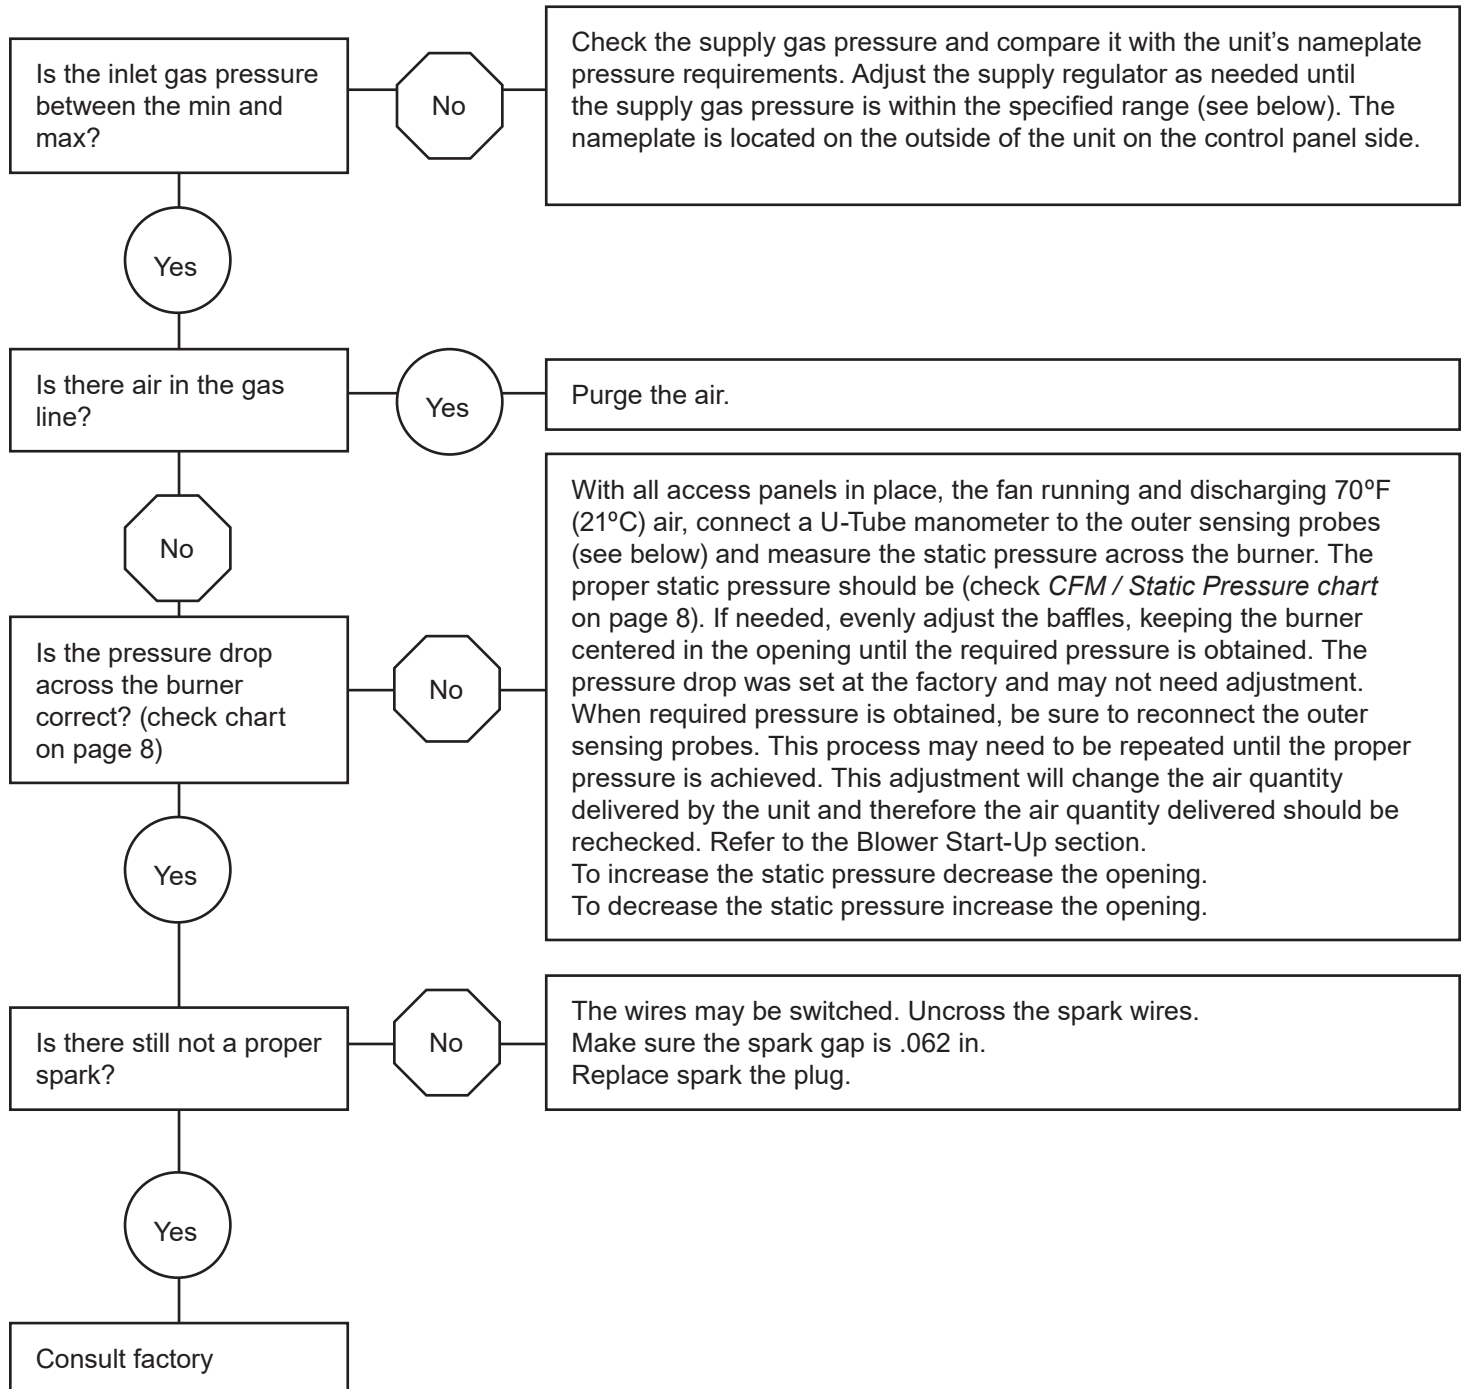 Is the inlet gas pressure
between the min and
max?
No
Check the supply gas pressure and compare it with the unit’s nameplate
pressure requirements. Adjust the supply regulator as needed until
the supply gas pressure is within the specified range (see below). The
nameplate is located on the outside of the unit on the control panel side.
Yes
Is there air in the gas
line?
Yes
Purge the air.
No
Is the pressure drop
across the burner
correct? (check chart
on page 8)
No
With all access panels in place, the fan running and discharging 70ºF
(21ºC) air, connect a U-Tube manometer to the outer sensing probes
(see below) and measure the static pressure across the burner. The
proper static pressure should be (check CFM / Static Pressure chart
on page 8). If needed, evenly adjust the baffles, keeping the burner
centered in the opening until the required pressure is obtained. The
pressure drop was set at the factory and may not need adjustment.
When required pressure is obtained, be sure to reconnect the outer
sensing probes. This process may need to be repeated until the proper
pressure is achieved. This adjustment will change the air quantity
delivered by the unit and therefore the air quantity delivered should be
rechecked. Refer to the Blower Start-Up section.
To increase the static pressure decrease the opening.
To decrease the static pressure increase the opening.
Yes
Is there still not a proper
spark?
No
The wires may be switched. Uncross the spark wires.
Make sure the spark gap is .062 in.
Replace spark the plug.
Yes
Consult factory